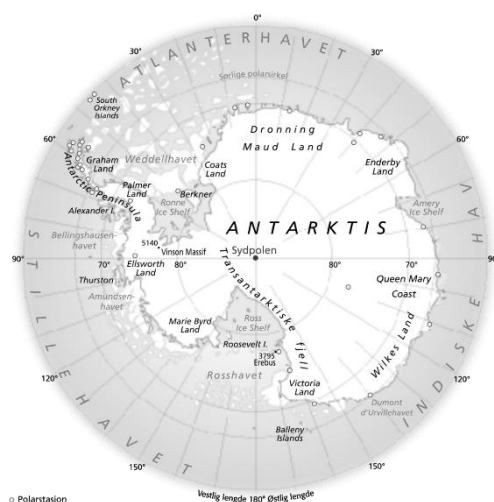 0°
30°
30°
ATLANTERHAVET
Sørlige polarsirkel
South
Orkney
Islands
60°
60°
Dronning
Maud Land
Enderby
Land
Graham
Land
Weddellhavet
Coats
Land
Antarctic Peninsula
Palmer
Land
Berkner
Ronne
Ice Shelf
Alexander I.
Amery
Ice Shelf
ANTARKTIS
Bellingshausen-
havet
5140
Vinson Massif
Sydpolen
90°
70°
80°
80°
70°
90°
Ellsworth
Land
Thurston
Amundsen-
havet
Transantarktiske fjell
Queen Mary
Coast
Marie Byrd
Land
Ross
Ice Shelf
Roosevelt I.
3795
Erebus
Wilkes Land
Rosshavet
Victoria
Land
STILLEHAVET
INDISKE HAV
120°
120°
Dumont
d'Urvillehavet
Balleny
Islands
150°
150°
Vestlig lengde 180° Østlig lengde
Polarstasjon